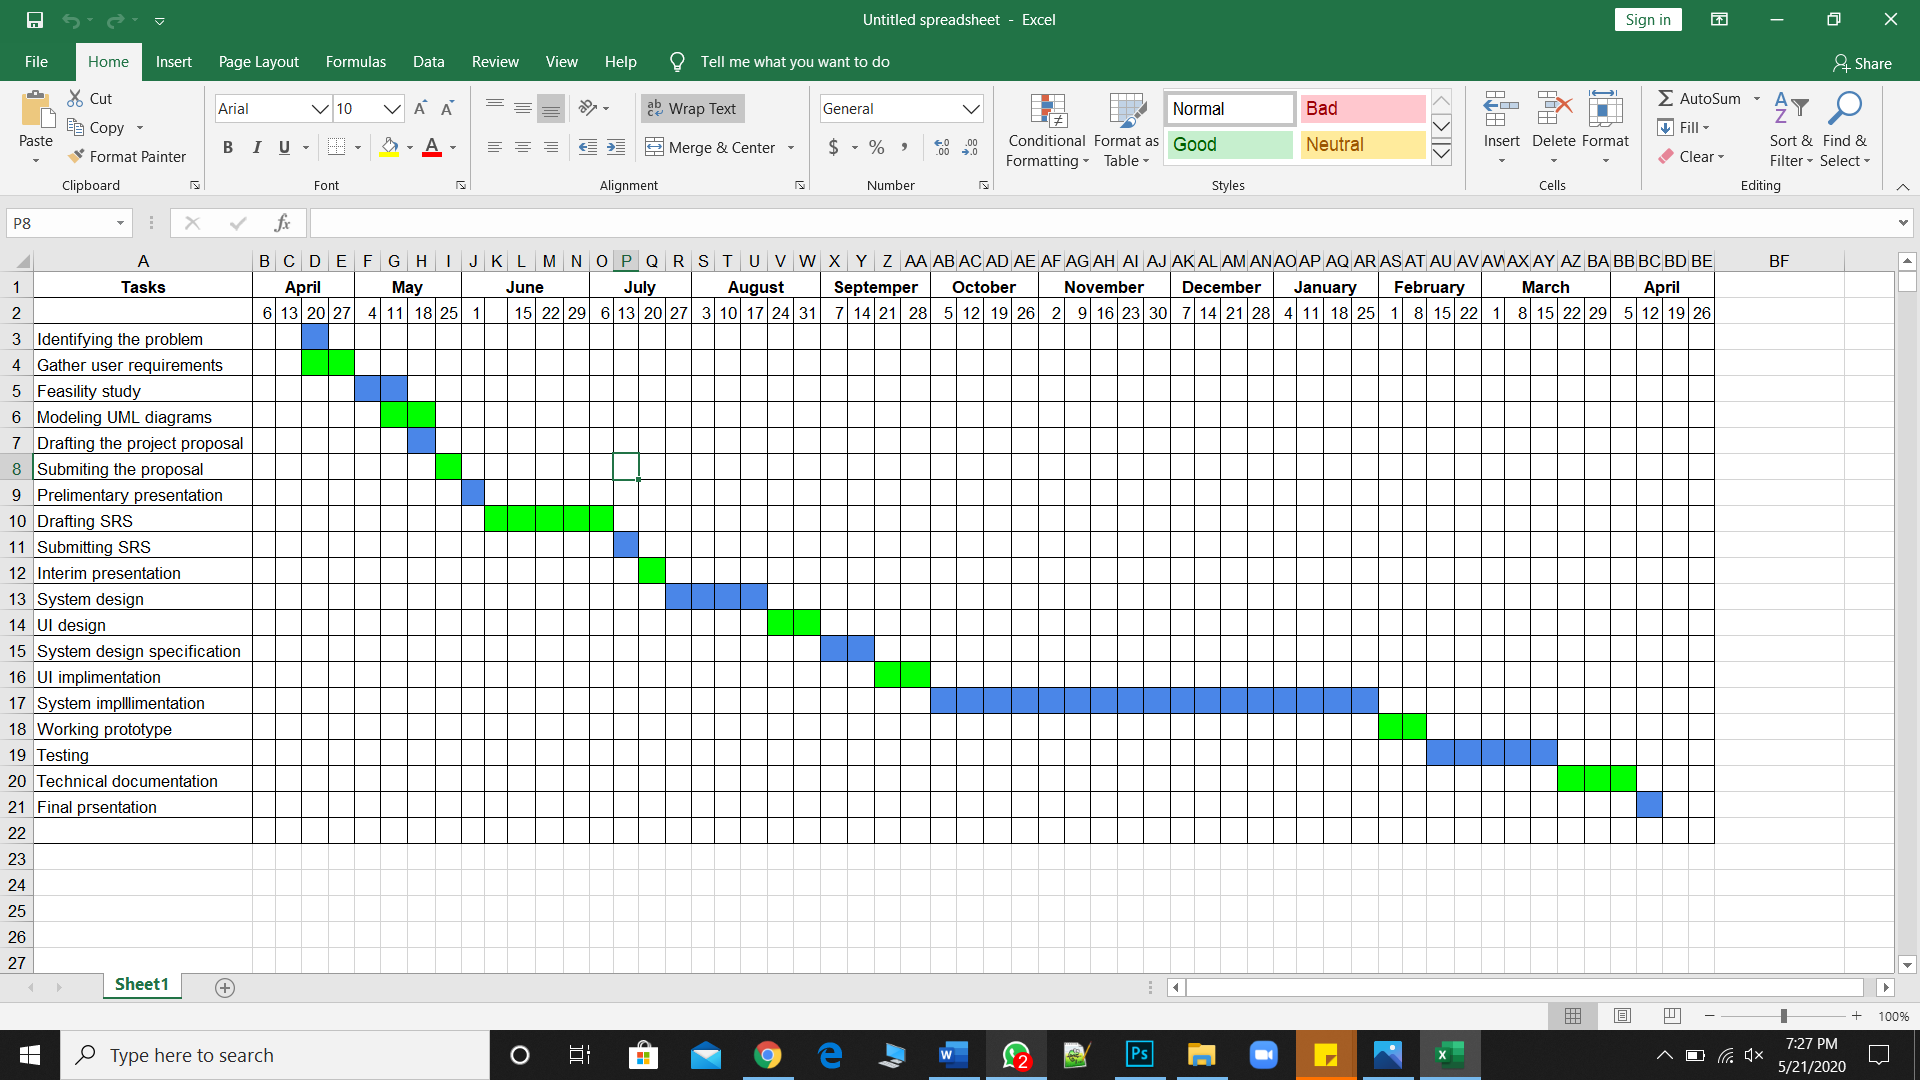 Untitled spreadsheet - Excel
Sign in
File Home Insert Page Layout Formulas Data Review View Help Tell me what you want to do Share
Paste Cut Copy Format Painter Clipboard
Arial 10 B I U A Font
Wrap Text Merge & Center Alignment
General $ % , Number
Conditional Formatting Format as Table Normal Bad Good Neutral Styles
Insert Delete Format Cells
AutoSum Fill Clear Sort & Filter Find & Select Editing
P8 fx
A B C D E F G H I J K L M N O P Q R S T U V W X Y Z AA AB AC AD AE AF AG AH AI AJ AK AL AM AN AO AP AQ AR AS AT AU AV AW AX AY AZ BA BB BC BD BE BF
1 Tasks April May June July August Septemper October November December January February March April
2 6 13 20 27 4 11 18 25 1 15 22 29 6 13 20 27 3 10 17 24 31 7 14 21 28 5 12 19 26 2 9 16 23 30 7 14 21 28 4 11 18 25 1 8 15 22 1 8 15 22 29 5 12 19 26
3 Identifying the problem
4 Gather user requirements
5 Feasility study
6 Modeling UML diagrams
7 Drafting the project proposal
8 Submiting the proposal
9 Prelimentary presentation
10 Drafting SRS
11 Submitting SRS
12 Interim presentation
13 System design
14 UI design
15 System design specification
16 UI implimentation
17 System implllimentation
18 Working prototype
19 Testing
20 Technical documentation
21 Final prsentation
22
23
24
25
26
27
Sheet1
100%
Type here to search
2
Ps
7:27 PM
5/21/2020